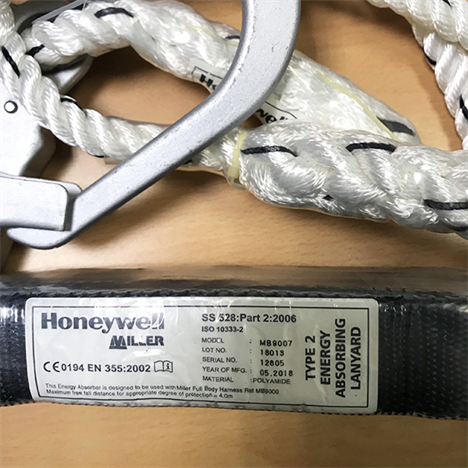 Honeywell
Honeywell
MILLER
CE0194 EN 355:2002
SS 528:Part 2:2006
ISO 10333-2
MODEL : MB9007
LOT NO. : 18013
SERIAL NO. : 12605
YEAR OF MFG. : 05.2018
MATERIAL : POLYAMIDE
TYPE 2
ENERGY
ABSORBING
LANYARD
This Energy Absorber is designed to be used with Miller Full Body Harness Ref MB9000
Maximum free fall distance for appropriate degree of protection = 4.0m